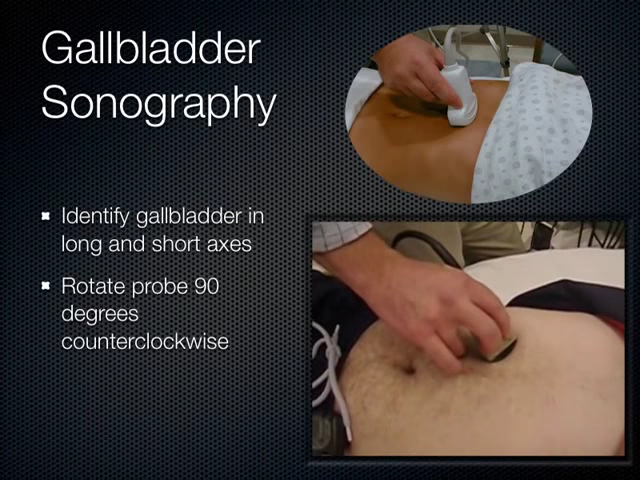 Gallbladder
Sonography
Identify gallbladder in
long and short axes
Rotate probe 90
degrees
counterclockwise